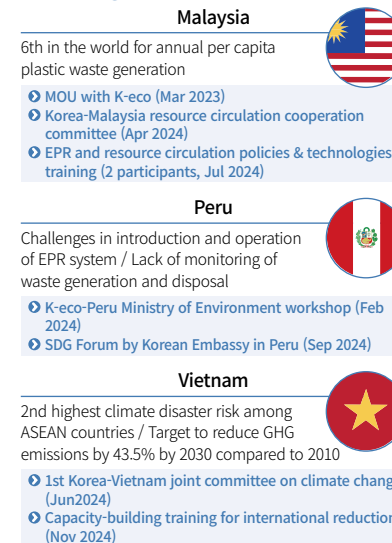 Malaysia
6th in the world for annual per capita
plastic waste generation
MOU with K-eco (Mar 2023)
Korea-Malaysia resource circulation cooperation
committee (Apr 2024)
EPR and resource circulation policies & technologies
training (2 participants, Jul 2024)
Peru
Challenges in introduction and operation
of EPR system / Lack of monitoring of
waste generation and disposal
K-eco-Peru Ministry of Environment workshop (Feb
2024)
SDG Forum by Korean Embassy in Peru (Sep 2024)
Vietnam
2nd highest climate disaster risk among
ASEAN countries / Target to reduce GHG
emissions by 43.5% by 2030 compared to 2010
1st Korea-Vietnam joint committee on climate chang
(Jun2024)
Capacity-building training for international reduction
(Nov 2024)